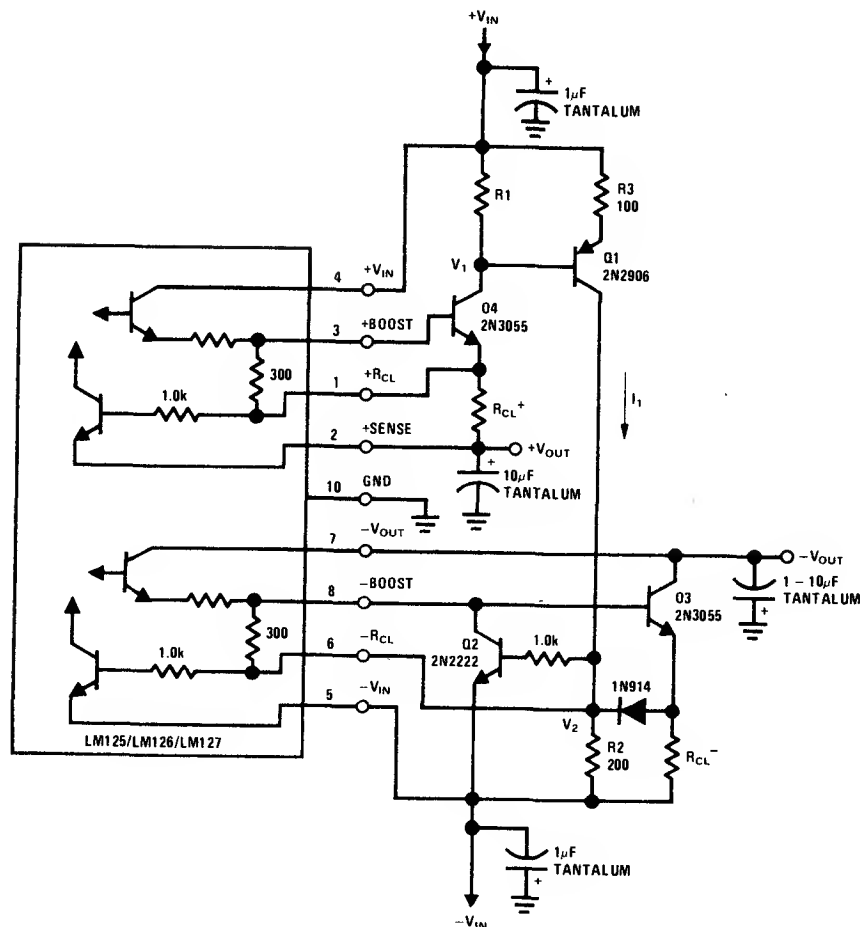 +VIN
+
1μF
TANTALUM
R1
R3
100
Q1
2N2906
V1
4
+VIN
Q4
2N3055
3
+BOOST
300
1
+RCL
1.0k
RCL+
I1
2
+SENSE
+VOUT
+
10μF
TANTALUM
10
GND
7
-VOUT
-VOUT
8
-BOOST
Q3
2N3055
1 – 10μF
TANTALUM
+
300
6
-RCL
Q2
2N2222
1.0k
1.0k
1N914
5
-VIN
V2
R2
200
RCL-
LM125/LM126/LM127
1μF
TANTALUM
+
-VIN